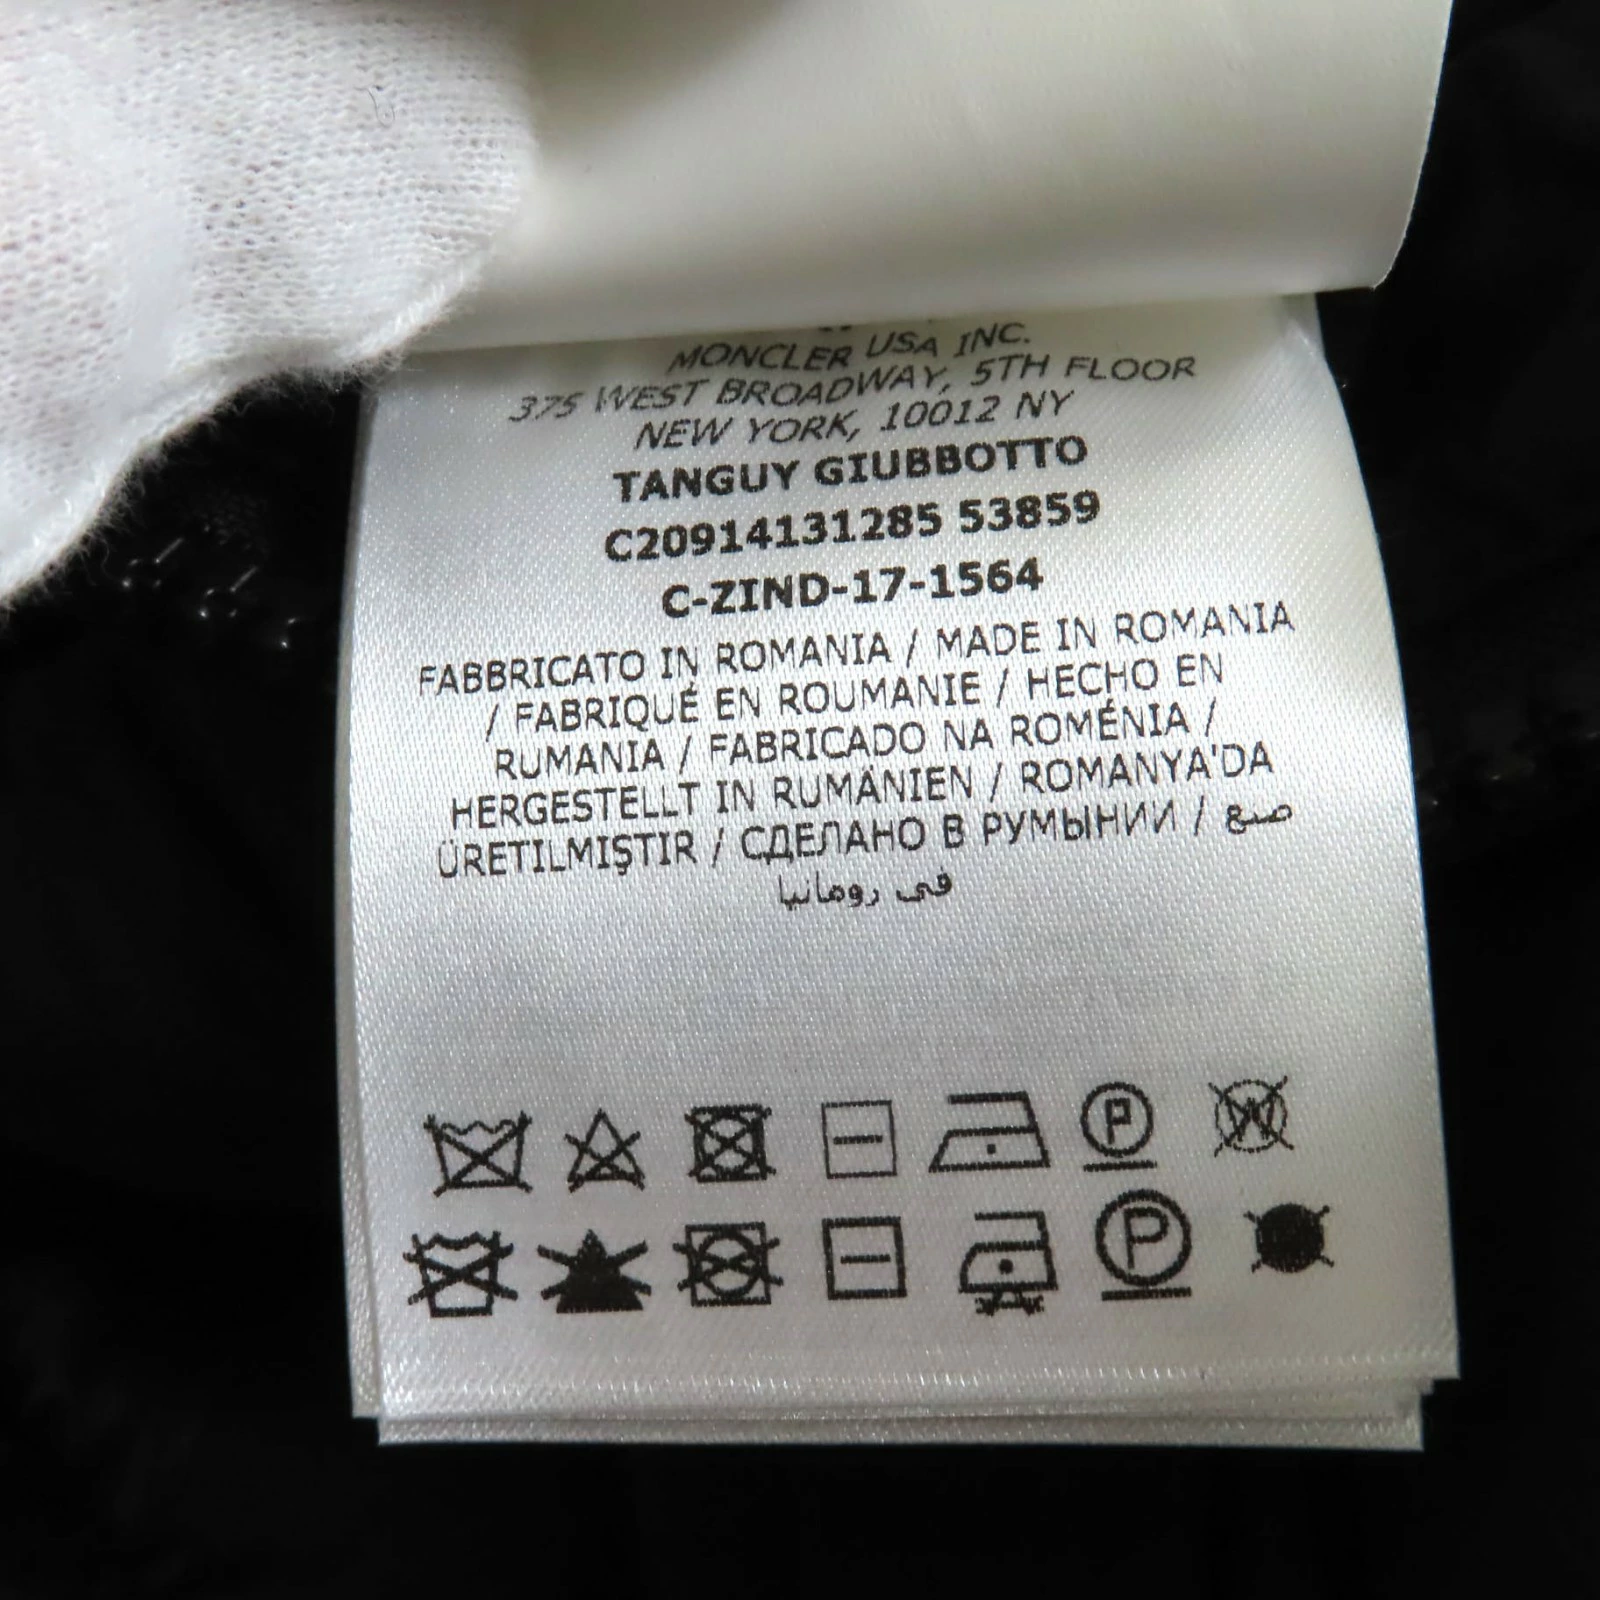 MONCLER USA INC.
375 WEST BROADWAY, 5TH FLOOR
NEW YORK, 10012 NY
TANGUY GIUBBOTTO
C20914131285 53859
C-ZIND-17-1564
FABBRICATO IN ROMANIA / MADE IN ROMANIA
/ FABRIQUÉ EN ROUMANIE / HECHO EN
RUMANIA / FABRICADO NA ROMÉNIA /
HERGESTELLT IN RUMÄNIEN / ROMANYA'DA
ÜRETILMIŞTIR / СДЕЛАНО В РУМЫНИИ / صنع
في رومانيا
P W
P